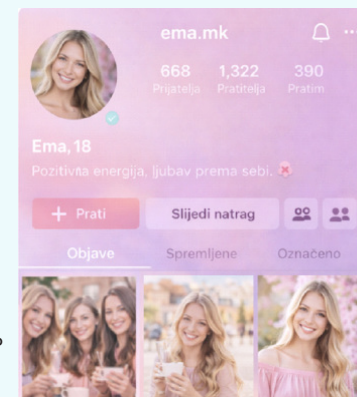 ema.mk
668 1,322 390
Prijatelja Pratitelja Pratim
Ema, 18
Pozitivna energija, ljubav prema sebi.
+ Prati Slijedi natrag
Objave Spremljene Označeno